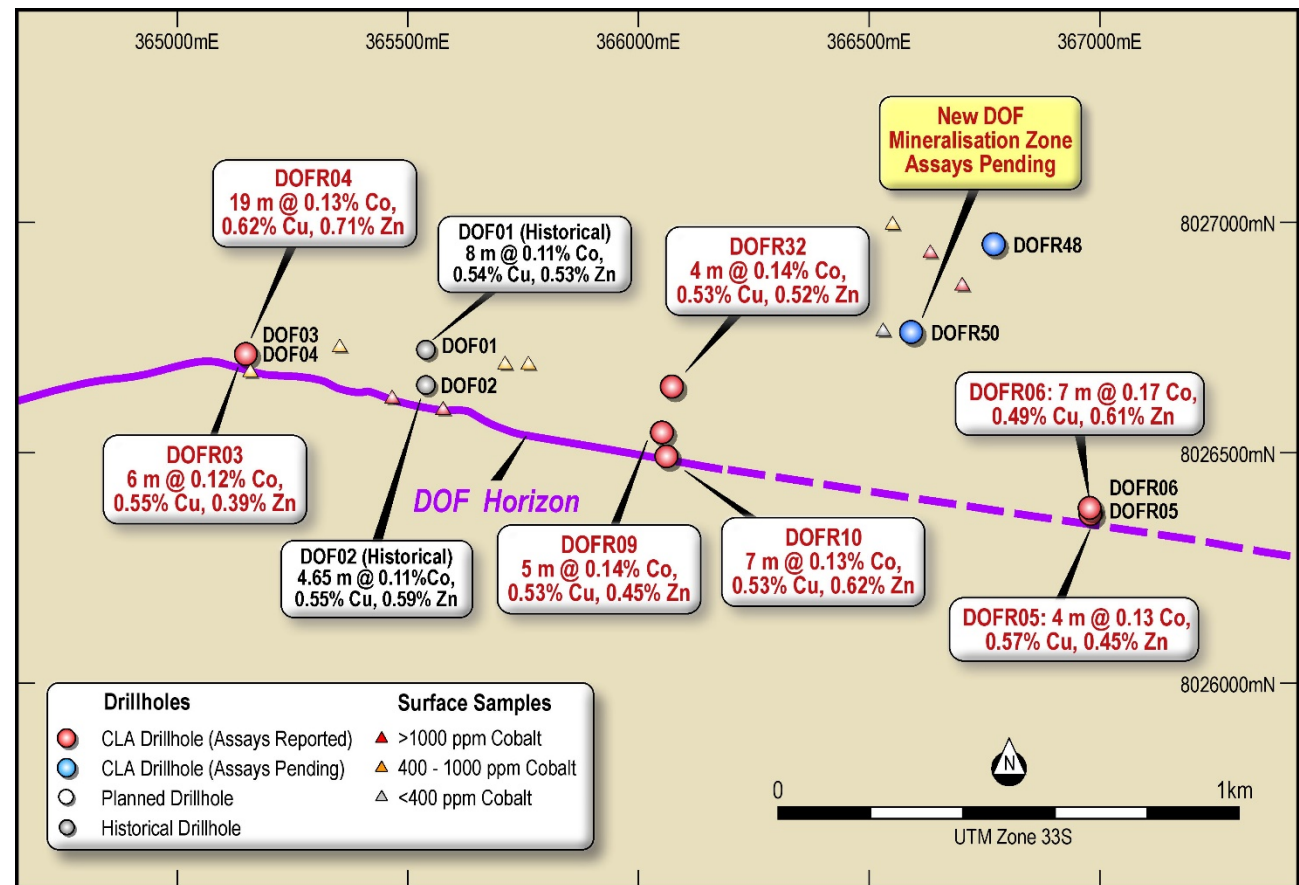 365000mE
365500mE
366000mE
366500mE
367000mE
New DOF
Mineralisation Zone
Assays Pending
DOFR04
19 m @ 0.13% Co,
0.62% Cu, 0.71% Zn
DOF01 (Historical)
8 m @ 0.11% Co,
0.54% Cu, 0.53% Zn
DOFR32
4 m @ 0.14% Co,
0.53% Cu, 0.52% Zn
8027000mN
DOFR48
DOFR50
DOF03
DOF04
DOF01
DOF02
DOFR06: 7 m @ 0.17 Co,
0.49% Cu, 0.61% Zn
DOFR03
6 m @ 0.12% Co,
0.55% Cu, 0.39% Zn
8026500mN
DOF Horizon
DOFR06
DOFR05
DOF02 (Historical)
4.65 m @ 0.11%Co,
0.55% Cu, 0.59% Zn
DOFR09
5 m @ 0.14% Co,
0.53% Cu, 0.45% Zn
DOFR10
7 m @ 0.13% Co,
0.53% Cu, 0.62% Zn
DOFR05: 4 m @ 0.13 Co,
0.57% Cu, 0.45% Zn
8026000mN
Drillholes
CLA Drillhole (Assays Reported)
CLA Drillhole (Assays Pending)
Planned Drillhole
Historical Drillhole
Surface Samples
>1000 ppm Cobalt
400 - 1000 ppm Cobalt
<400 ppm Cobalt
N
0
1km
UTM Zone 33S